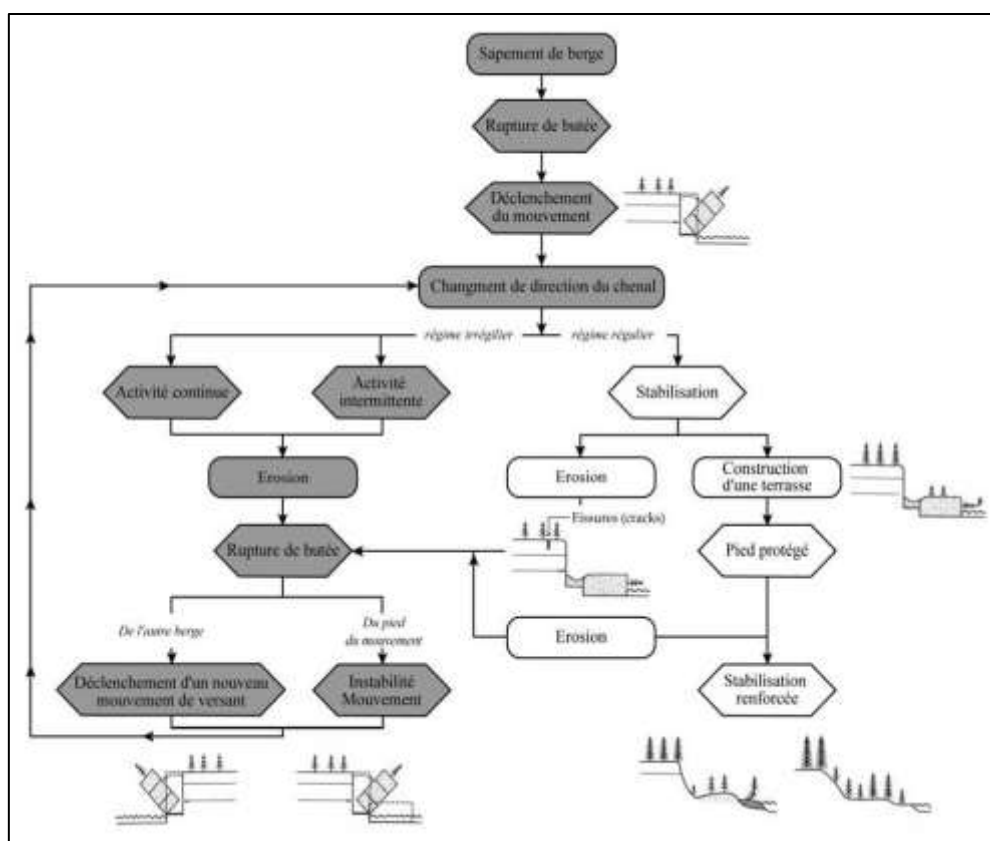 Sapement de berge
Rupture de butée
Déclenchement
du mouvement
Changment de direction du chenal
régime irrégilier
régime régulier
Activité continue
Activité
intermittente
Stabilisation
Erosion
Erosion
Construction
d'une terrasse
Fissures (cracks)
Rupture de butée
Pied protégé
De l'autre berge
Du pied
du mouvement
Erosion
Déclenchement d'un nouveau
mouvement de versant
Instabilité
Mouvement
Stabilisation
renforcée